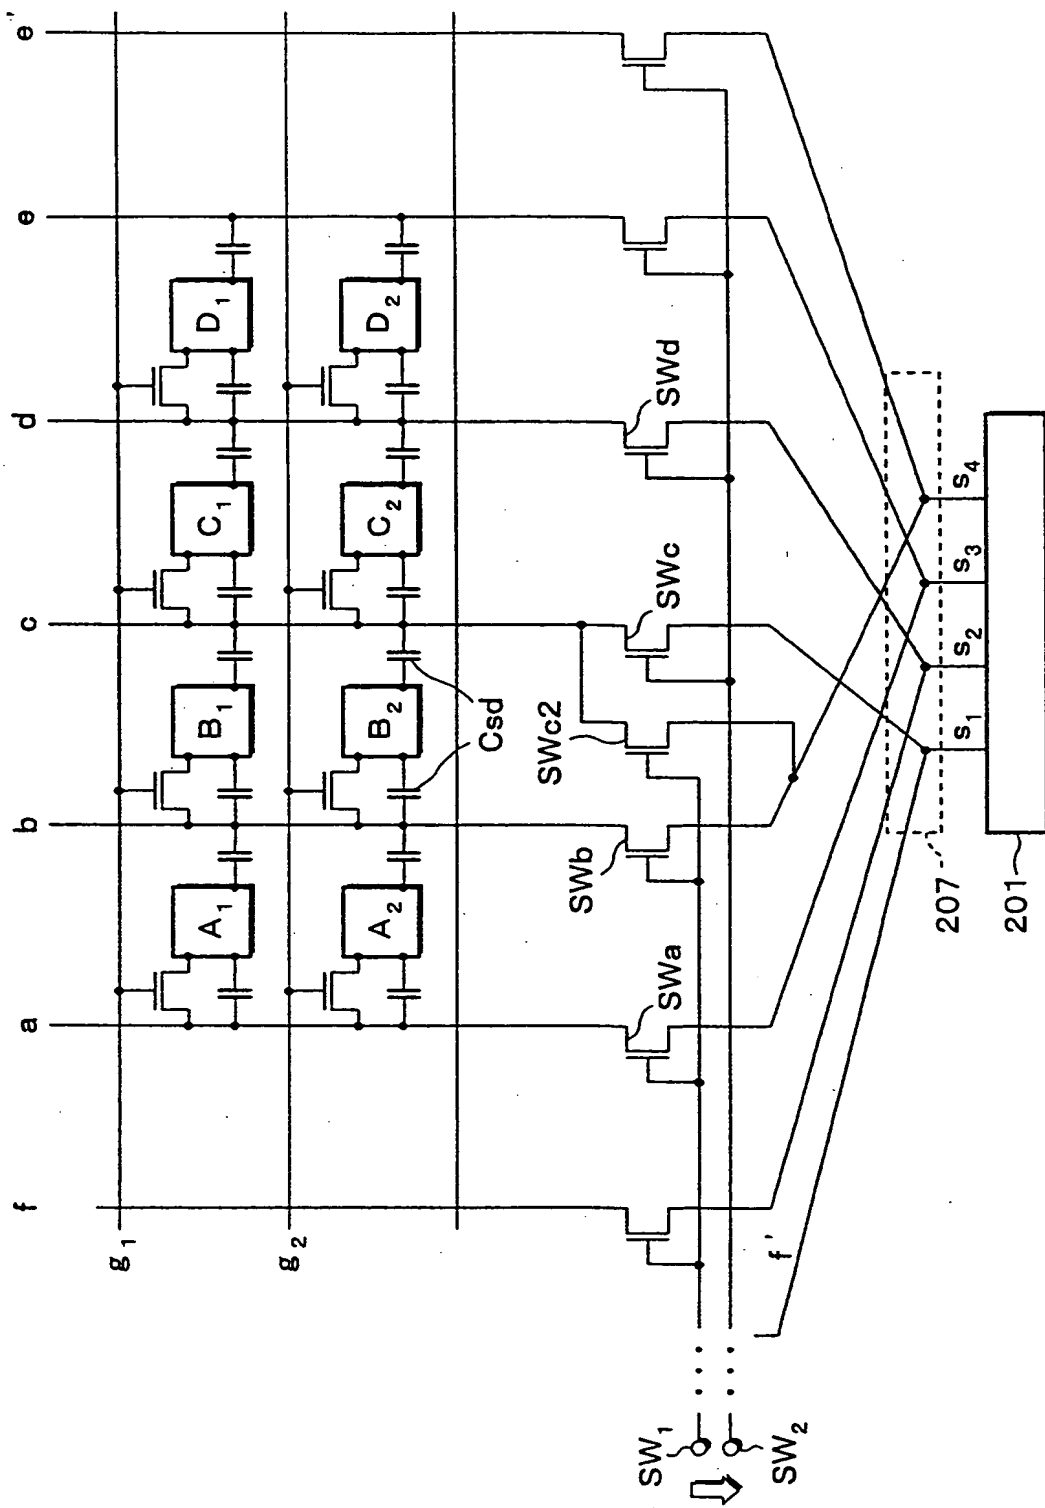 f
a
b
c
d
e
e'
g₁
g₂
A₁
B₁
C₁
D₁
A₂
B₂
C₂
D₂
Csd
SWa
SWb
SWc2
SWc
SWd
SW₁
SW₂
f'
207
s₁
s₂
s₃
s₄
201